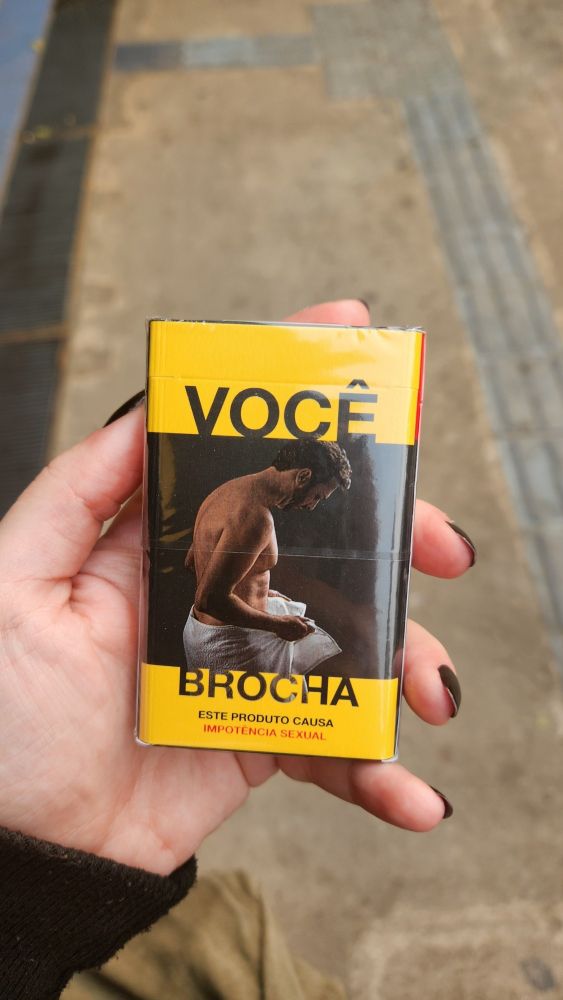 VOCÊ
BROCHA
ESTE PRODUTO CAUSA
IMPOTÊNCIA SEXUAL